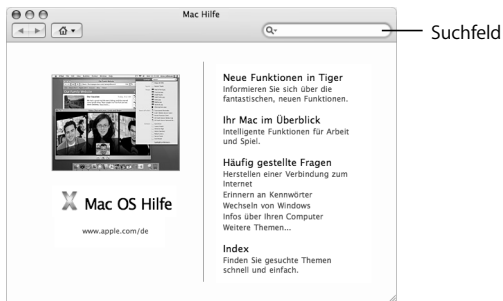 Mac Hilfe
Suchfeld
Neue Funktionen in Tiger
Informieren Sie sich über die
fantastischen, neuen Funktionen.
Ihr Mac im Überblick
Intelligente Funktionen für Arbeit
und Spiel.
Häufig gestellte Fragen
Herstellen einer Verbindung zum
Internet
Erinnern an Kennwörter
Wechseln von Windows
Infos über Ihren Computer
Weitere Themen...
Index
Finden Sie gesuchte Themen
schnell und einfach.
Mac OS Hilfe
www.apple.com/de